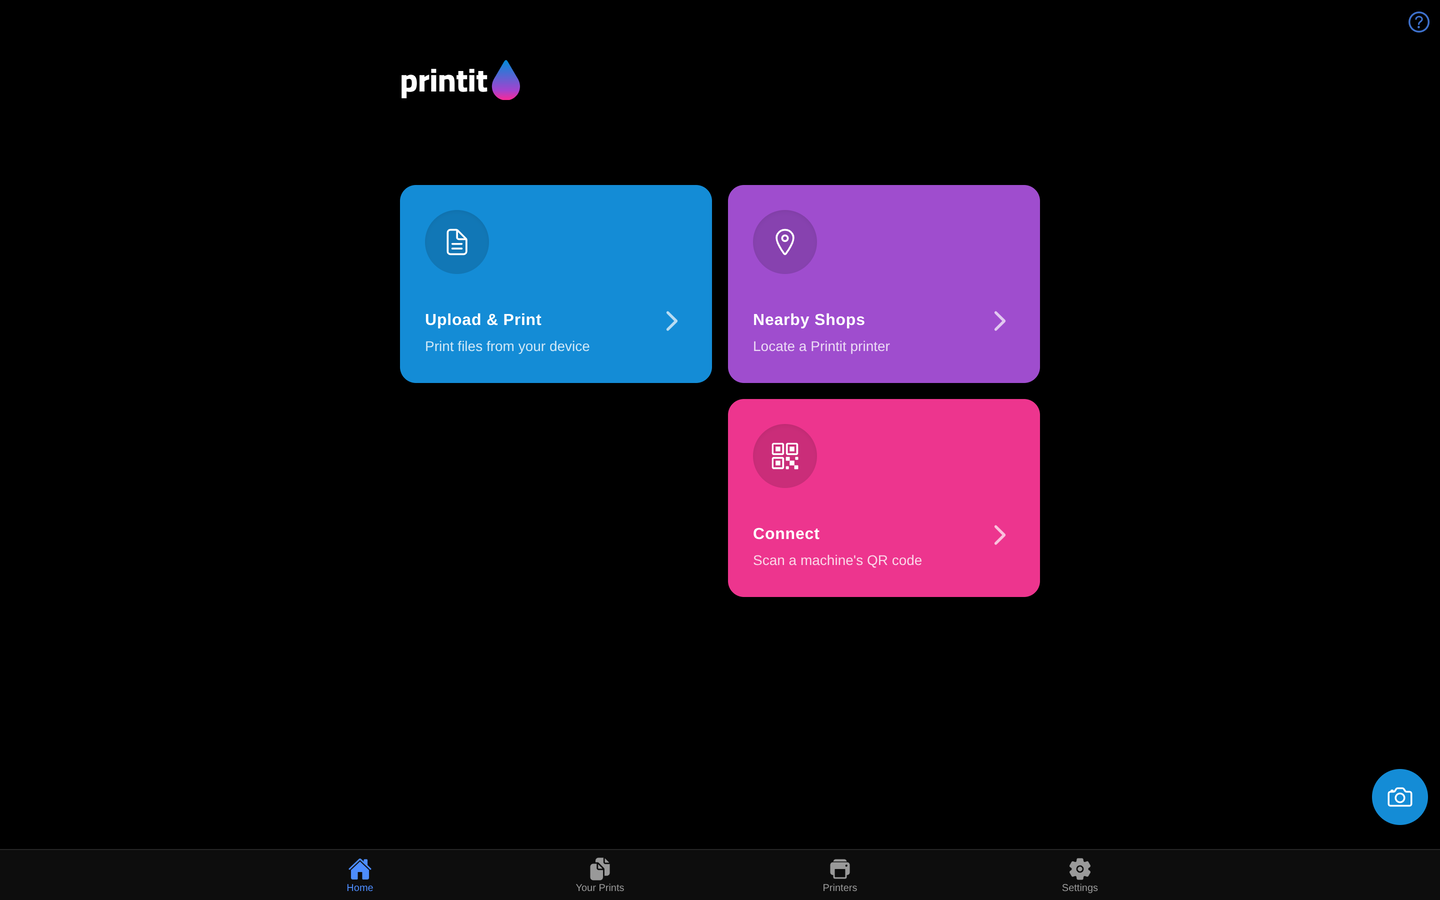 printit
Upload & Print
Print files from your device
Nearby Shops
Locate a Printit printer
Connect
Scan a machine's QR code
Home
Your Prints
Printers
Settings